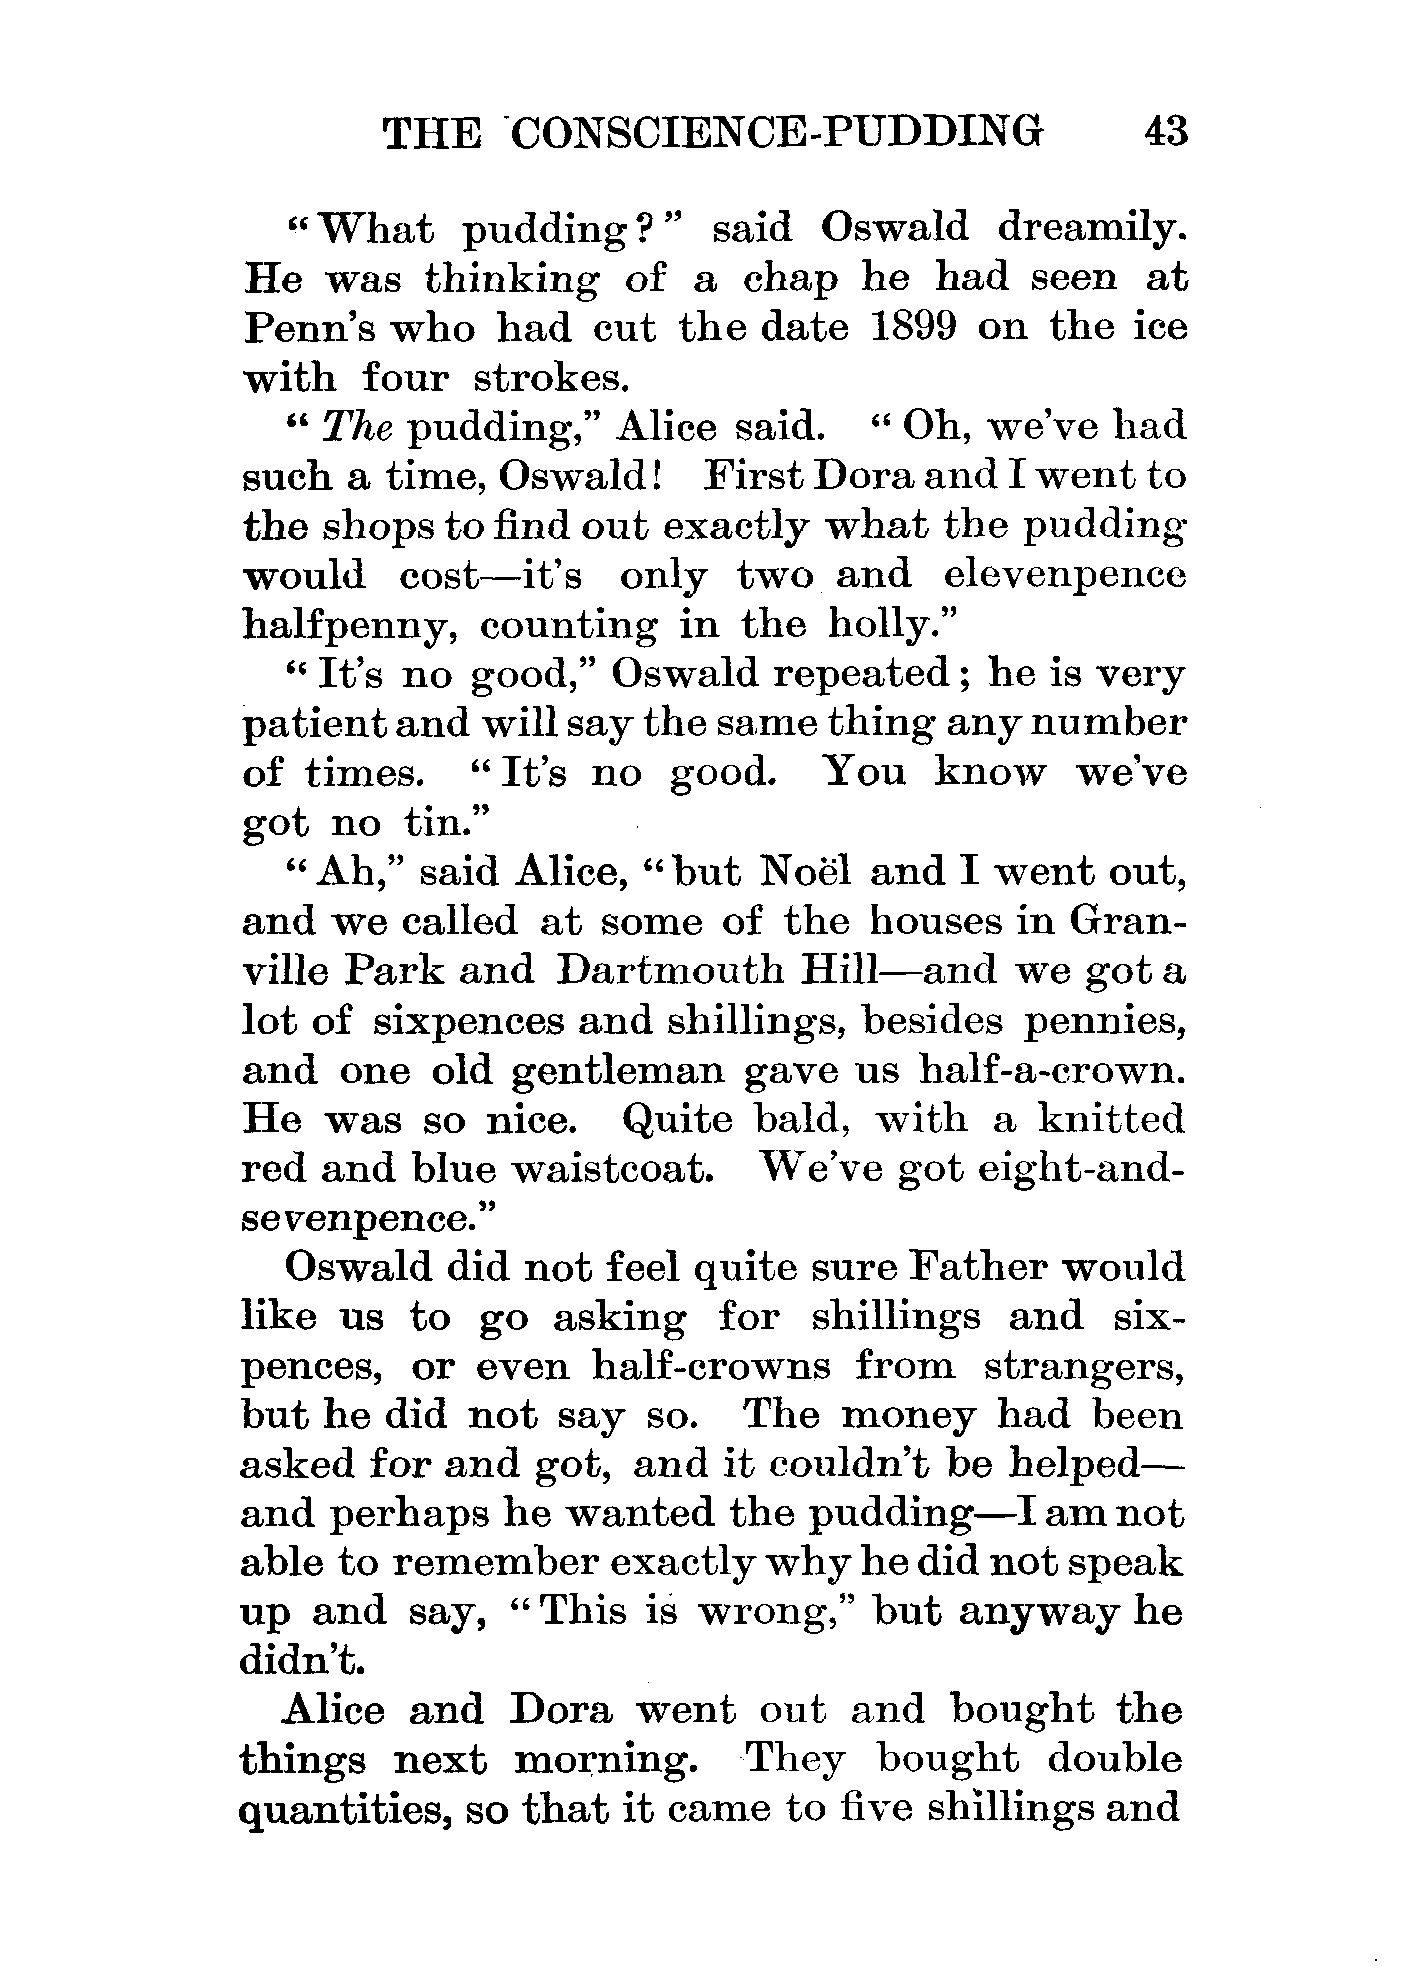 THE CONSCIENCE-PUDDING 43
"What pudding?" said Oswald dreamily.
He was thinking of a chap he had seen at
Penn's who had cut the date 1899 on the ice
with four strokes.
"The pudding," Alice said. "Oh, we've had
such a time, Oswald! First Dora and I went to
the shops to find out exactly what the pudding
would cost—it's only two and elevenpence
halfpenny, counting in the holly."
"It's no good," Oswald repeated; he is very
patient and will say the same thing any number
of times. "It's no good. You know we've
got no tin."
"Ah," said Alice, "but Noël and I went out,
and we called at some of the houses in Gran-
ville Park and Dartmouth Hill—and we got a
lot of sixpences and shillings, besides pennies,
and one old gentleman gave us half-a-crown.
He was so nice. Quite bald, with a knitted
red and blue waistcoat. We've got eight-and-
sevenpence."
Oswald did not feel quite sure Father would
like us to go asking for shillings and six-
pences, or even half-crowns from strangers,
but he did not say so. The money had been
asked for and got, and it couldn't be helped—
and perhaps he wanted the pudding—I am not
able to remember exactly why he did not speak
up and say, "This is wrong," but anyway he
didn't.
Alice and Dora went out and bought the
things next morning. They bought double
quantities, so that it came to five shillings and